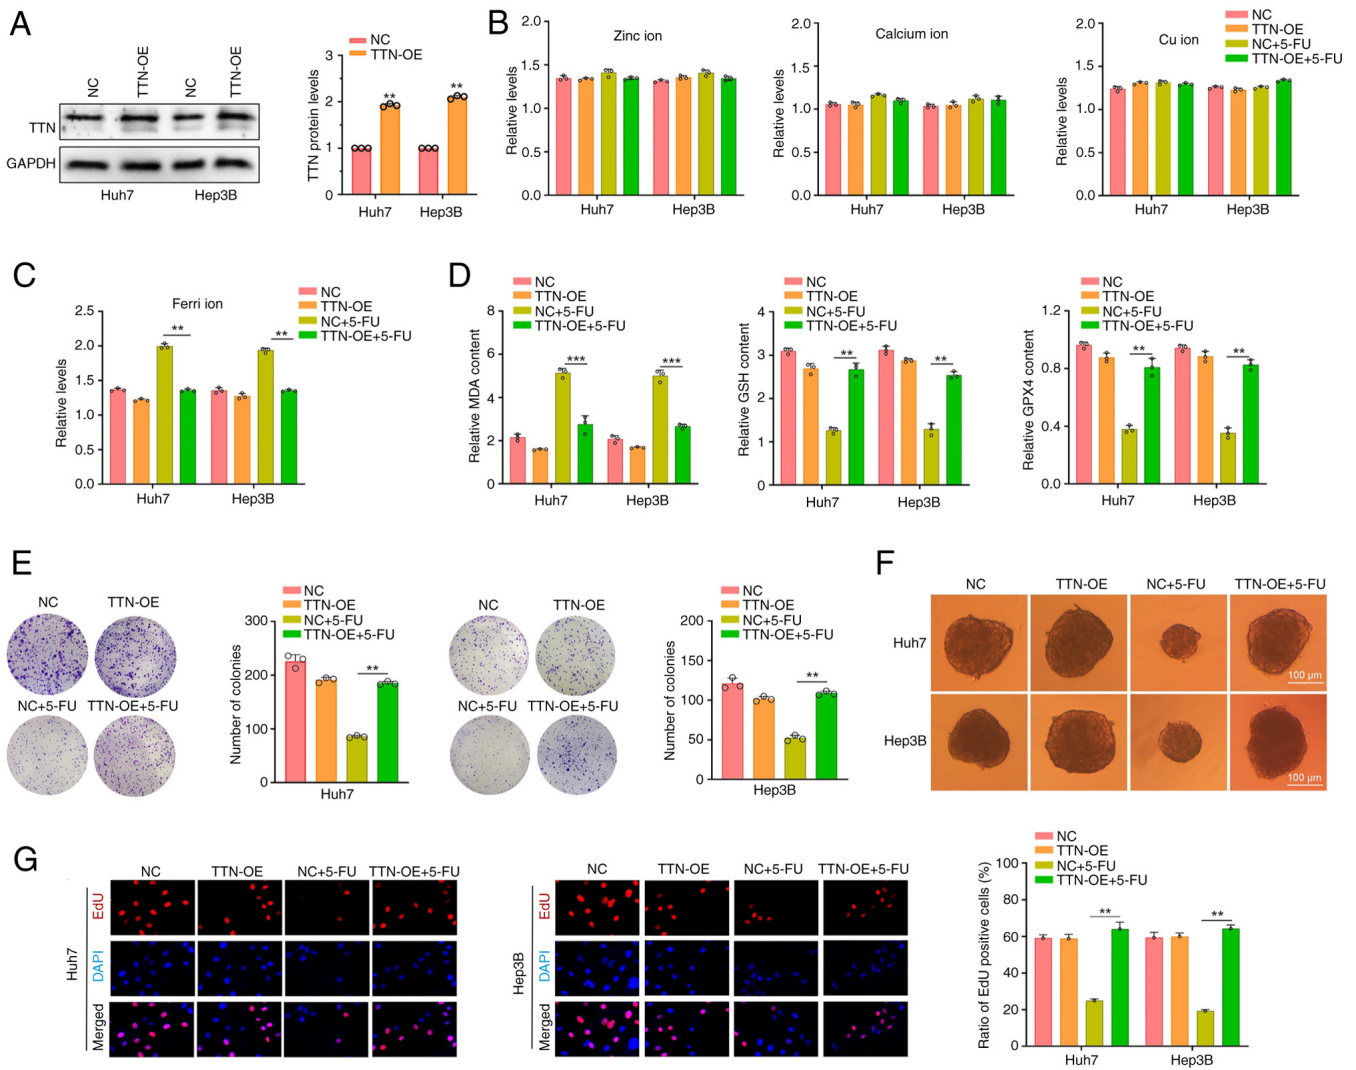 A
NC
TTN-OE
NC
TTN-OE
TTN
GAPDH
Huh7
Hep3B
NC
TTN-OE
TTN protein levels
3
2
1
0
**
**
Huh7
Hep3B
B
Zinc ion
Relative levels
2.0
1.5
1.0
0.5
0.0
Huh7
Hep3B
Calcium ion
Relative levels
2.0
1.5
1.0
0.5
0.0
Huh7
Hep3B
Cu ion
Relative levels
2.0
1.5
1.0
0.5
0.0
Huh7
Hep3B
NC
TTN-OE
NC+5-FU
TTN-OE+5-FU
C
Ferri ion
Relative levels
2.5
2.0
1.5
1.0
0.5
0.0
**
**
Huh7
Hep3B
NC
TTN-OE
NC+5-FU
TTN-OE+5-FU
D
NC
TTN-OE
NC+5-FU
TTN-OE+5-FU
Relative MDA content
8
6
4
2
0
***
***
Huh7
Hep3B
NC
TTN-OE
NC+5-FU
TTN-OE+5-FU
Relative GSH content
4
3
2
1
0
**
**
Huh7
Hep3B
NC
TTN-OE
NC+5-FU
TTN-OE+5-FU
Relative GPX4 content
1.2
0.8
0.4
0.0
**
**
Huh7
Hep3B
E
NC
TTN-OE
NC+5-FU
TTN-OE+5-FU
NC
TTN-OE
NC+5-FU
TTN-OE+5-FU
Number of colonies
300
200
100
0
**
Huh7
NC
TTN-OE
NC+5-FU
TTN-OE+5-FU
NC
TTN-OE
NC+5-FU
TTN-OE+5-FU
Number of colonies
200
150
100
50
0
**
Hep3B
F
NC
TTN-OE
NC+5-FU
TTN-OE+5-FU
Huh7
100 µm
Hep3B
100 µm
G
NC
TTN-OE
NC+5-FU
TTN-OE+5-FU
Huh7
EdU
DAPI
Merged
NC
TTN-OE
NC+5-FU
TTN-OE+5-FU
Hep3B
EdU
DAPI
Merged
NC
TTN-OE
NC+5-FU
TTN-OE+5-FU
Ratio of EdU positive cells (%)
100
80
60
40
20
0
**
**
Huh7
Hep3B